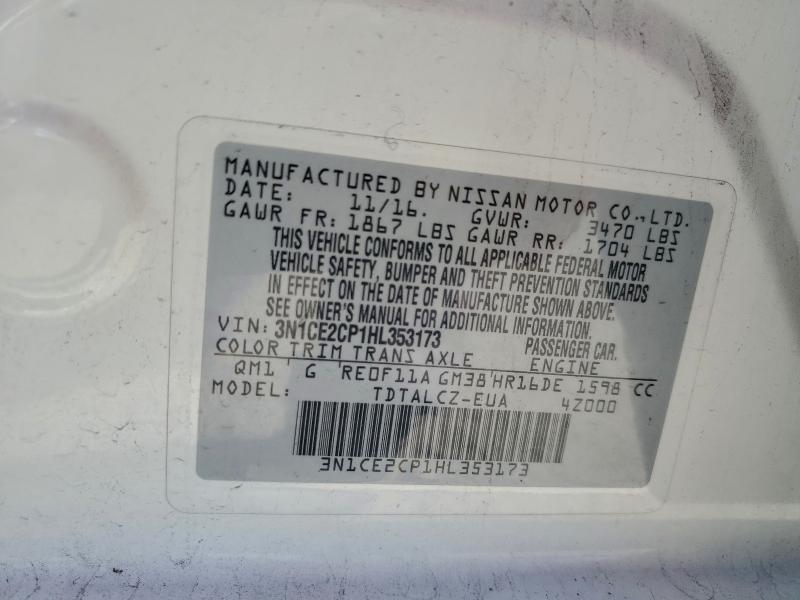 MANUFACTURED BY NISSAN MOTOR CO.,LTD.
DATE: 11/16. GVWR: 3470 LBS
GAWR FR: 1867 LBS GAWR RR: 1704 LBS
THIS VEHICLE CONFORMS TO ALL APPLICABLE FEDERAL MOTOR
VEHICLE SAFETY, BUMPER AND THEFT PREVENTION STANDARDS
IN EFFECT ON THE DATE OF MANUFACTURE SHOWN ABOVE.
SEE OWNER'S MANUAL FOR ADDITIONAL INFORMATION.
VIN: 3N1CE2CP1HL353173 PASSENGER CAR.
COLOR TRIM TRANS AXLE ENGINE
QM1 G RE0F11A GM38 HR16DE 1598 CC
MODEL: TDTALCZ-EUA 4Z000
3N1CE2CP1HL353173